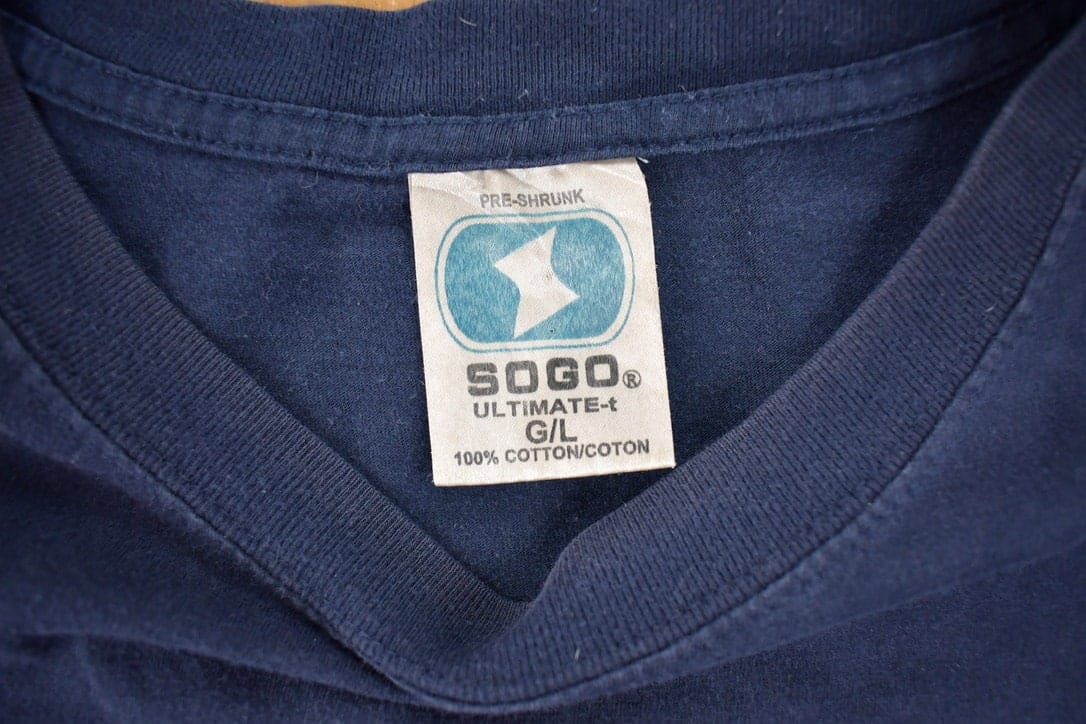 PRE-SHRUNK
SOGO®
ULTIMATE-t
G/L
100% COTTON/COTON